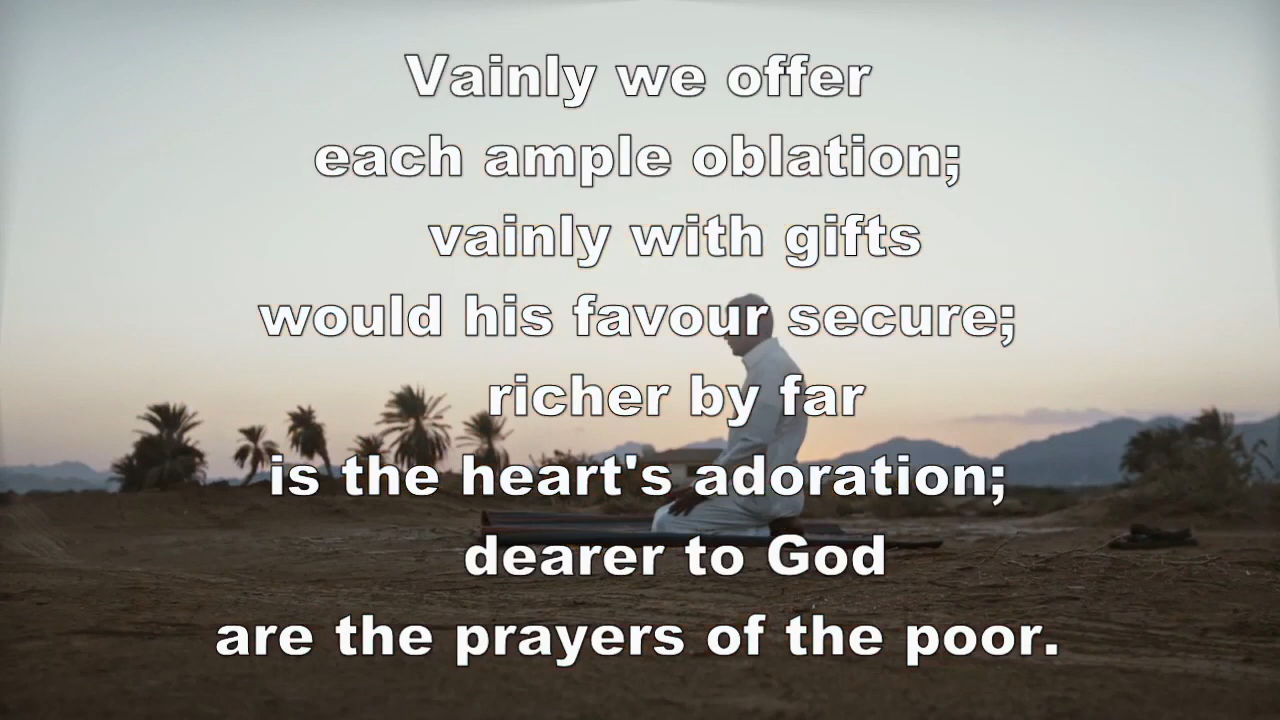 Vainly we offer
each ample oblation;
vainly with gifts
would his favour secure;
richer by far
is the heart's adoration;
dearer to God
are the prayers of the poor.